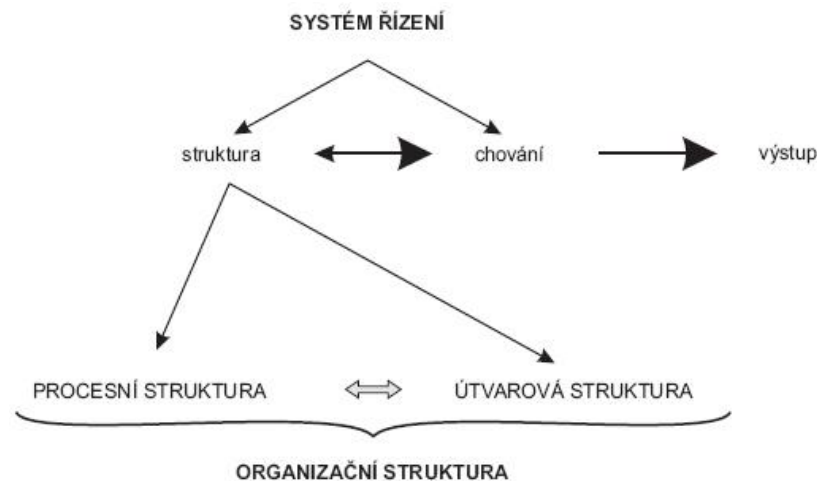 SYSTÉM ŘÍZENÍ
struktura chování výstup
PROCESNÍ STRUKTURA ÚTVAROVÁ STRUKTURA
ORGANIZAČNÍ STRUKTURA